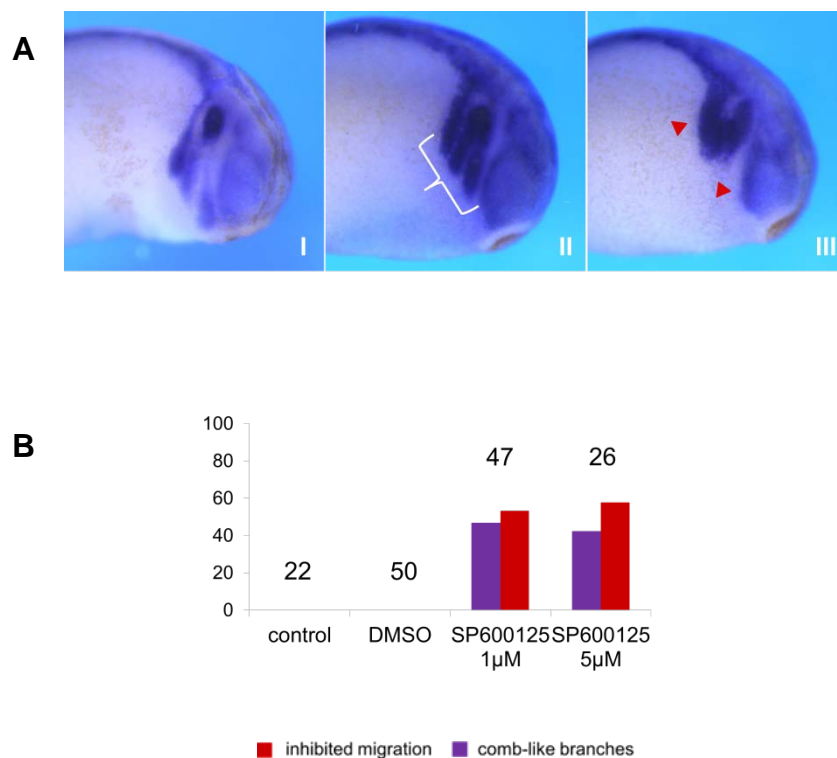 A
I
II
III
B
100
80
60
40
20
0
22
50
47
26
control
DMSO
SP600125
1µM
SP600125
5µM
inhibited migration
comb-like branches